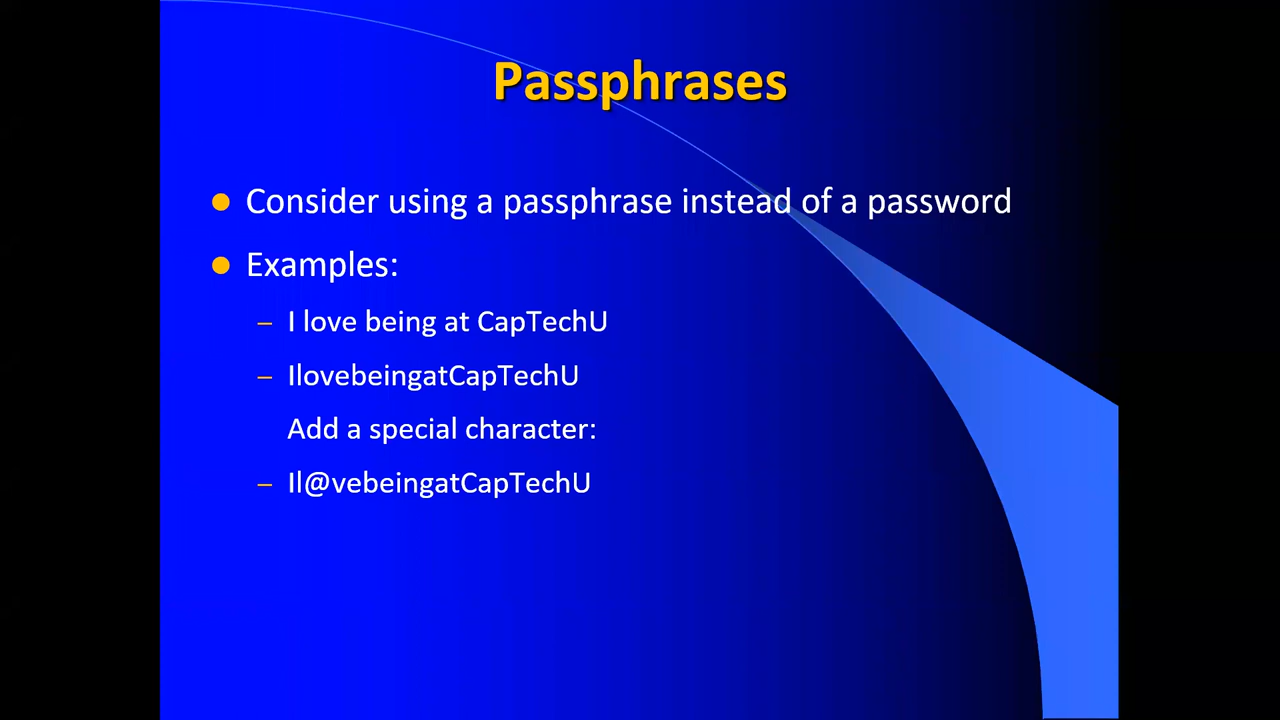 Passphrases
Consider using a passphrase instead of a password
Examples:
– I love being at CapTechU
– IlovebeingatCapTechU
Add a special character:
– Il@vebeingatCapTechU